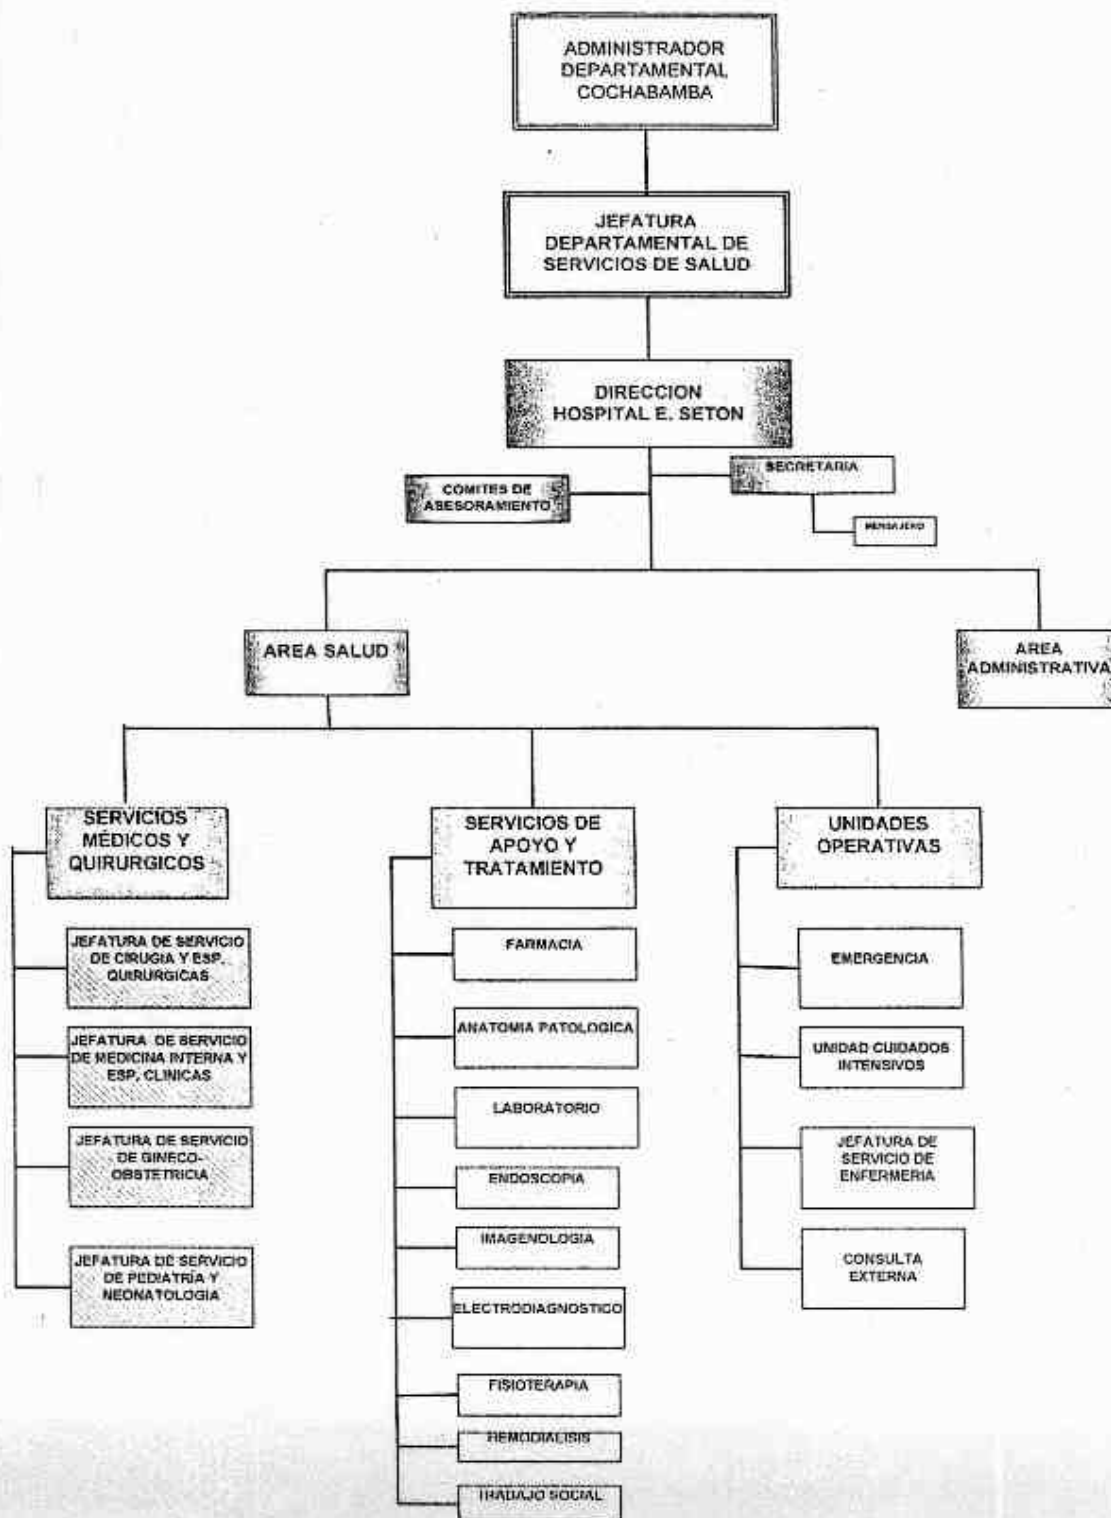 ADMINISTRADOR
DEPARTAMENTAL
COCHABAMBA
JEFATURA
DEPARTAMENTAL DE
SERVICIOS DE SALUD
DIRECCION
HOSPITAL E. SETON
SECRETARIA
COMITES DE
ASESORAMIENTO
MENSAJERO
AREA SALUD
AREA
ADMINISTRATIVA
SERVICIOS
MÉDICOS Y
QUIRURGICOS
JEFATURA DE SERVICIO
DE CIRUGIA Y ESP.
QUIRURGICAS
JEFATURA DE SERVICIO
DE MEDICINA INTERNA Y
ESP. CLINICAS
JEFATURA DE SERVICIO
DE GINECO-
OBSTETRICIA
JEFATURA DE SERVICIO
DE PEDIATRÍA Y
NEONATOLOGIA
SERVICIOS DE
APOYO Y
TRATAMIENTO
FARMACIA
ANATOMIA PATOLOGICA
LABORATORIO
ENDOSCOPIA
IMAGENOLOGIA
ELECTRODIAGNOSTICO
FISIOTERAPIA
HEMODIALISIS
TRABAJO SOCIAL
UNIDADES
OPERATIVAS
EMERGENCIA
UNIDAD CUIDADOS
INTENSIVOS
JEFATURA DE
SERVICIO DE
ENFERMERIA
CONSULTA
EXTERNA